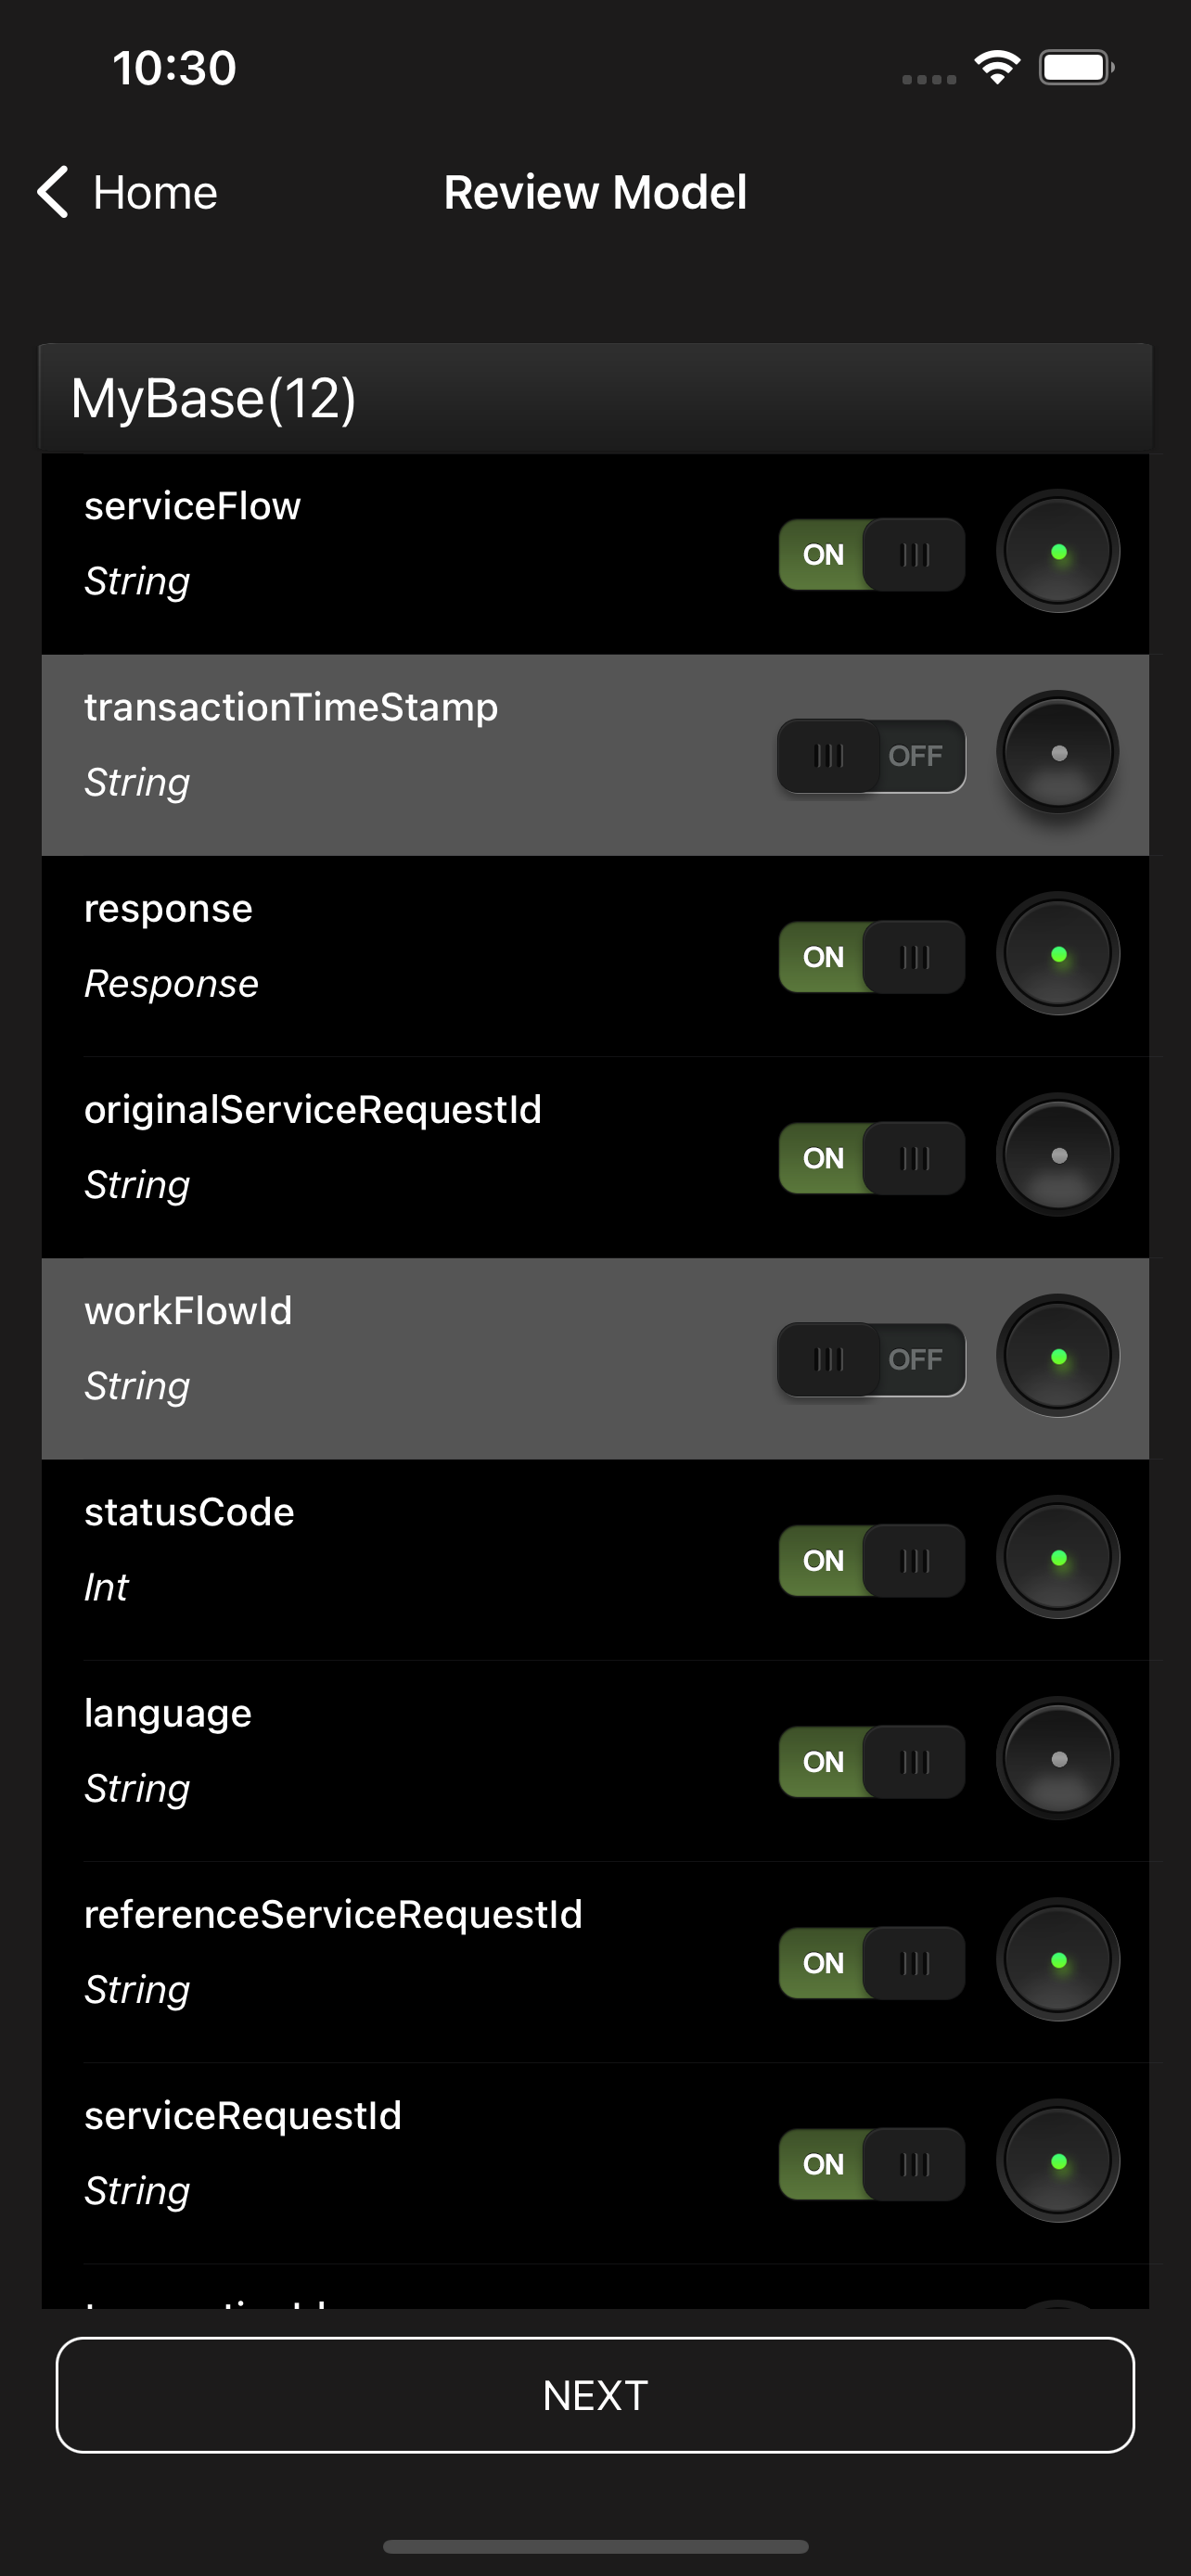 10:30
Home
Review Model
MyBase(12)
serviceFlow
ON
String
transactionTimeStamp
OFF
String
response
ON
Response
originalServiceRequestId
ON
String
workFlowId
OFF
String
statusCode
ON
Int
language
ON
String
referenceServiceRequestId
ON
String
serviceRequestId
ON
String
NEXT